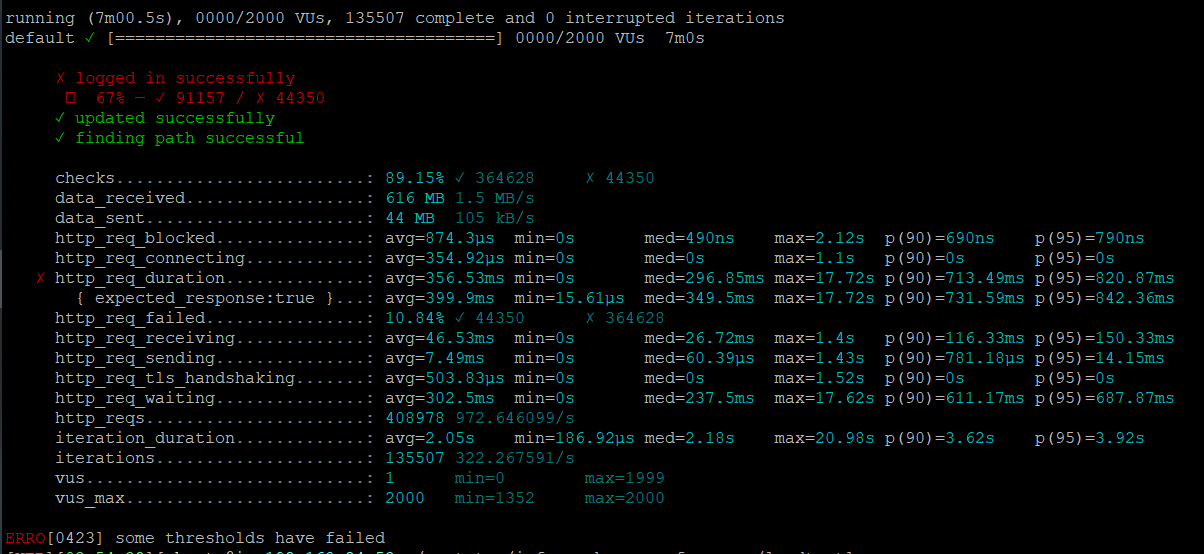 running (7m00.5s), 0000/2000 VUs, 135507 complete and 0 interrupted iterations
default ✓ [======================================] 0000/2000 VUs  7m0s
✗ logged in successfully
67% — ✓ 91157 / ✗ 44350
✓ updated successfully
✓ finding path successful
checks.........................: 89.15% ✓ 364628     ✗ 44350
data_received..................: 616 MB 1.5 MB/s
data_sent......................: 44 MB  105 kB/s
http_req_blocked...............: avg=874.3µs  min=0s       med=490ns    max=2.12s  p(90)=690ns    p(95)=790ns
http_req_connecting............: avg=354.92µs min=0s       med=0s       max=1.1s   p(90)=0s       p(95)=0s
✗ http_req_duration..............: avg=356.53ms min=0s       med=296.85ms max=17.72s p(90)=713.49ms p(95)=820.87ms
{ expected_response:true }...: avg=399.9ms  min=15.61µs  med=349.5ms  max=17.72s p(90)=731.59ms p(95)=842.36ms
http_req_failed................: 10.84% ✓ 44350      ✗ 364628
http_req_receiving.............: avg=46.53ms  min=0s       med=26.72ms  max=1.4s   p(90)=116.33ms p(95)=150.33ms
http_req_sending...............: avg=7.49ms   min=0s       med=60.39µs  max=1.43s  p(90)=781.18µs p(95)=14.15ms
http_req_tls_handshaking.......: avg=503.83µs min=0s       med=0s       max=1.52s  p(90)=0s       p(95)=0s
http_req_waiting...............: avg=302.5ms  min=0s       med=237.5ms  max=17.62s p(90)=611.17ms p(95)=687.87ms
http_reqs......................: 408978 972.646099/s
iteration_duration.............: avg=2.05s    min=186.92µs med=2.18s    max=20.98s p(90)=3.62s    p(95)=3.92s
iterations.....................: 135507 322.267591/s
vus............................: 1      min=0        max=1999
vus_max........................: 2000   min=1352     max=2000
ERRO[0423] some thresholds have failed